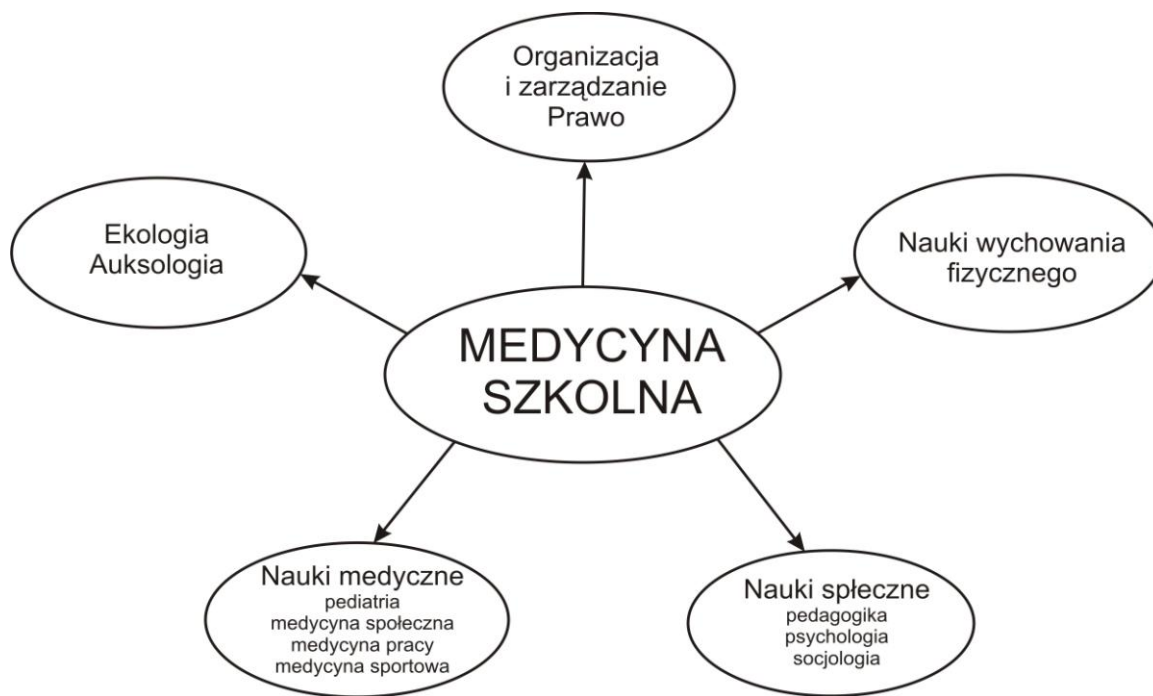 Organizacja
i zarządzanie
Prawo
Ekologia
Auksologia
Nauki wychowania
fizycznego
MEDYCYNA
SZKOLNA
Nauki medyczne
pediatria
medycyna społeczna
medycyna pracy
medycyna sportowa
Nauki spłeczne
pedagogika
psychologia
socjologia